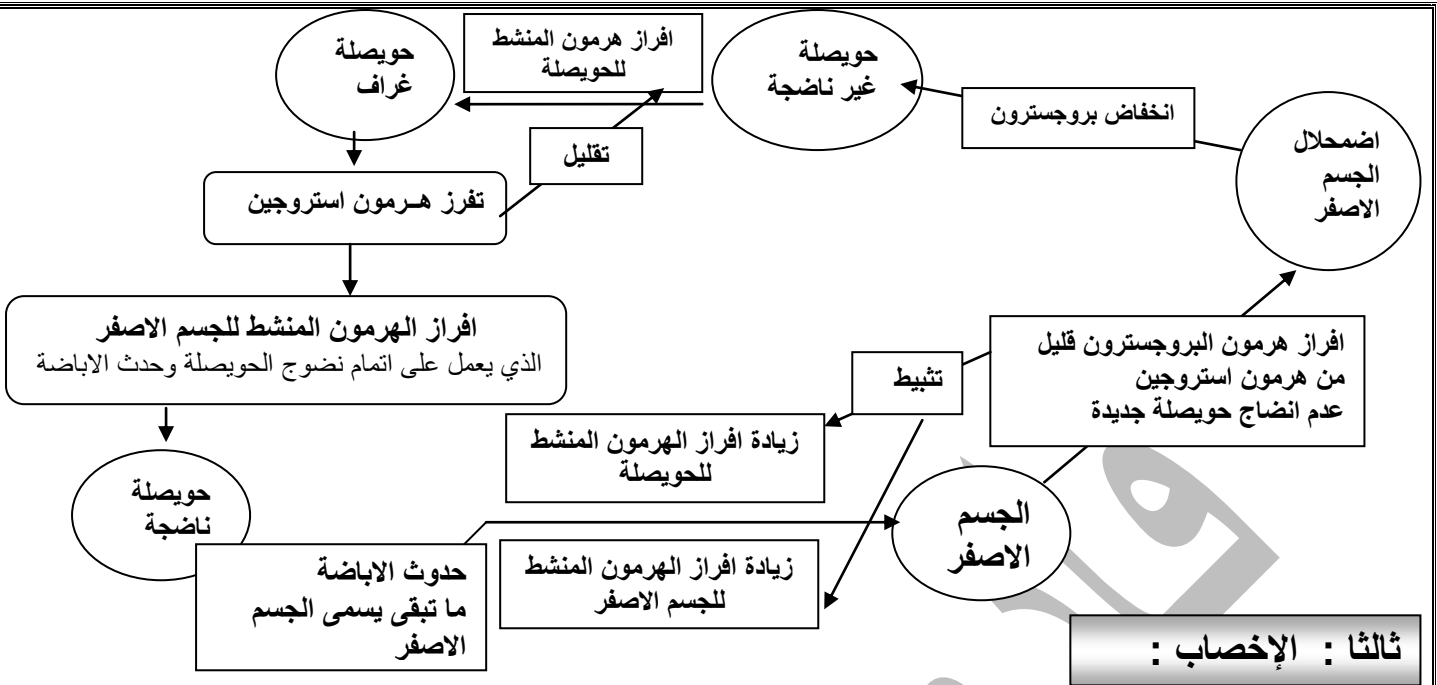 افراز هرمون المنشط
للحويصلة
حويصلة
غير ناضجة
حويصلة
غراف
انخفاض بروجسترون
اضمحلال
الجسم
الاصفر
تقليل
تفرز هــرمون استروجين
افراز الهرمون المنشط للجسم الاصفر
الذي يعمل على اتمام نضوج الحويصلة وحدث الاباضة
افراز هرمون البروجسترون قليل
من هرمون استروجين
عدم انضاج حويصلة جديدة
تثبيط
زيادة افراز الهرمون المنشط
للحويصلة
حويصلة
ناضجة
الجسم
الاصفر
زيادة افراز الهرمون المنشط
للجسم الاصفر
حدوث الاباضة
ما تبقى يسمى الجسم
الاصفر
ثالثا : الإخصاب :